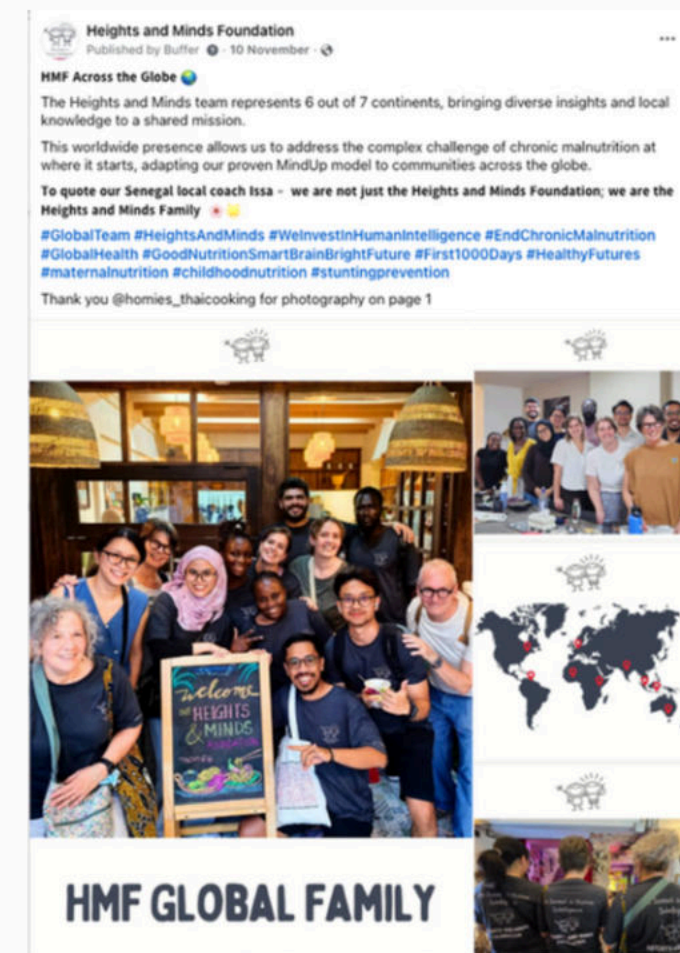 Heights and Minds Foundation
Published by Buffer · 10 November ·
HMF Across the Globe 🌏
The Heights and Minds team represents 6 out of 7 continents, bringing diverse insights and local
knowledge to a shared mission.
This worldwide presence allows us to address the complex challenge of chronic malnutrition at
where it starts, adapting our proven MindUp model to communities across the globe.
To quote our Senegal local coach Issa - we are not just the Heights and Minds Foundation; we are the
Heights and Minds Family
#GlobalTeam #HeightsAndMinds #WeInvestInHumanIntelligence #EndChronicMalnutrition
#GlobalHealth #GoodNutritionSmartBrainBrightFuture #First1000Days #HealthyFutures
#maternalnutrition #childhoodnutrition #stuntingprevention
Thank you @homies_thaicooking for photography on page 1
welcome
HEIGHTS
& MINDS
HMF GLOBAL FAMILY